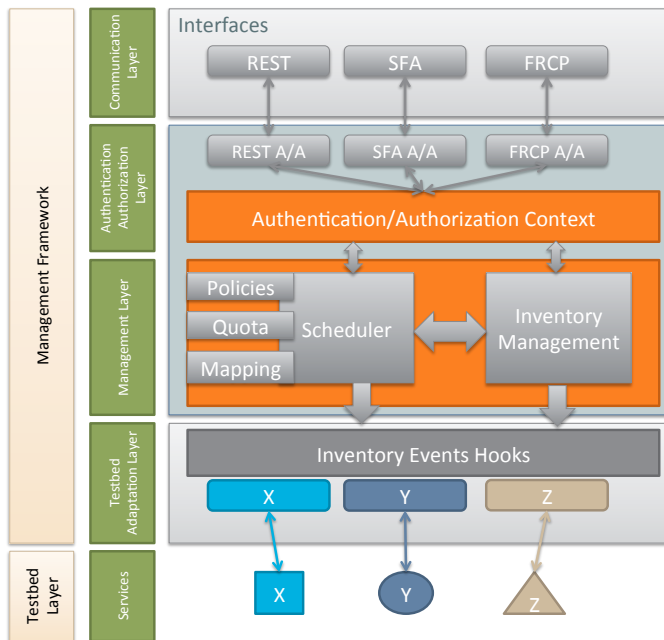 Management Framework
Testbed
Layer
Communication
Layer
Authentication
Authorization
Layer
Management Layer
Testbed
Adaptation Layer
Services
Interfaces
REST
SFA
FRCP
REST A/A
SFA A/A
FRCP A/A
Authentication/Authorization Context
Policies
Quota
Mapping
Scheduler
Inventory
Management
Inventory Events Hooks
X
Y
Z
X
Y
Z